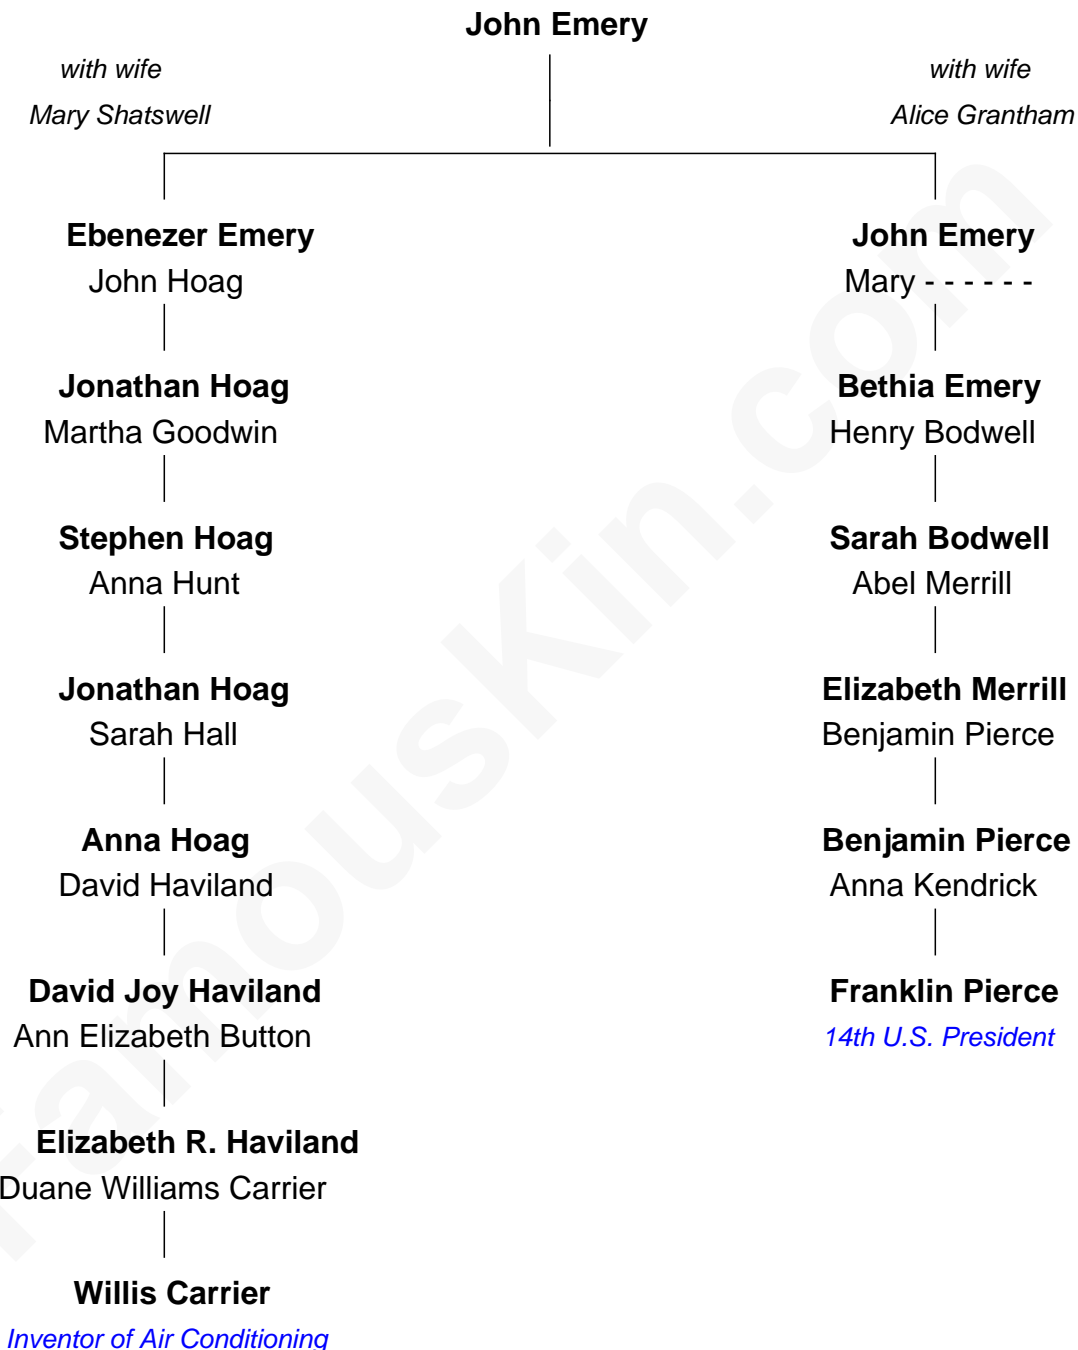 John Emery
with wife
Mary Shatswell
with wife
Alice Grantham
Ebenezer Emery
John Hoag
Jonathan Hoag
Martha Goodwin
Stephen Hoag
Anna Hunt
Jonathan Hoag
Sarah Hall
Anna Hoag
David Haviland
David Joy Haviland
Ann Elizabeth Button
Elizabeth R. Haviland
Duane Williams Carrier
Willis Carrier
Inventor of Air Conditioning
John Emery
Mary - - - - - -
Bethia Emery
Henry Bodwell
Sarah Bodwell
Abel Merrill
Elizabeth Merrill
Benjamin Pierce
Benjamin Pierce
Anna Kendrick
Franklin Pierce
14th U.S. President
FamousKin.com